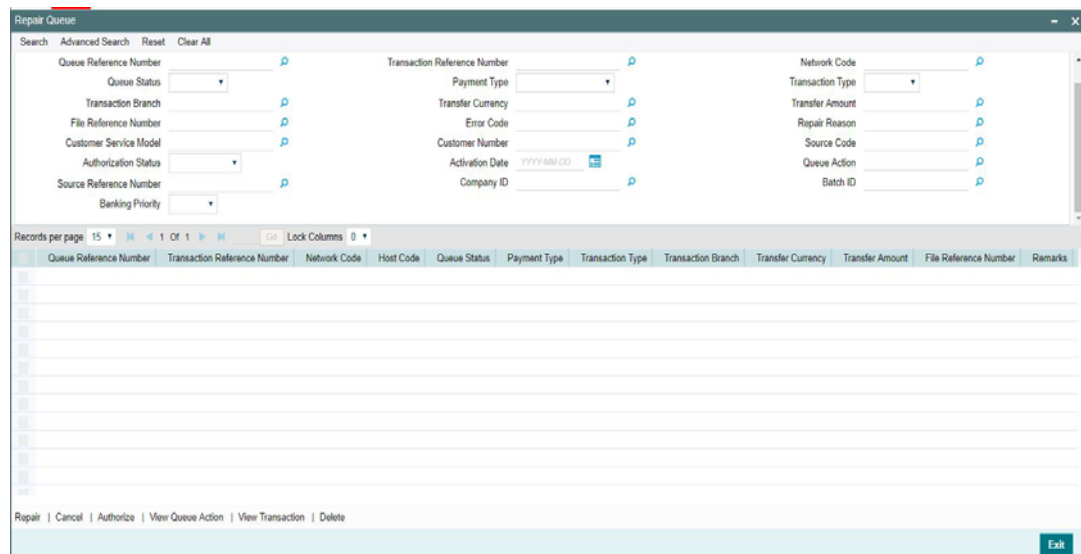 Repair Queue
Search Advanced Search Reset Clear All
Queue Reference Number Transaction Reference Number Network Code
Queue Status Payment Type Transaction Type
Transaction Branch Transfer Currency Transfer Amount
File Reference Number Error Code Repair Reason
Customer Service Model Customer Number Source Code
Authorization Status Activation Date YYYY-MM-DD Queue Action
Source Reference Number Company ID Batch ID
Banking Priority
Records per page 15 1 Of 1 Go Lock Columns 0
Queue Reference Number Transaction Reference Number Network Code Host Code Queue Status Payment Type Transaction Type Transaction Branch Transfer Currency Transfer Amount File Reference Number Remarks
Repair | Cancel | Authorize | View Queue Action | View Transaction | Delete
Exit